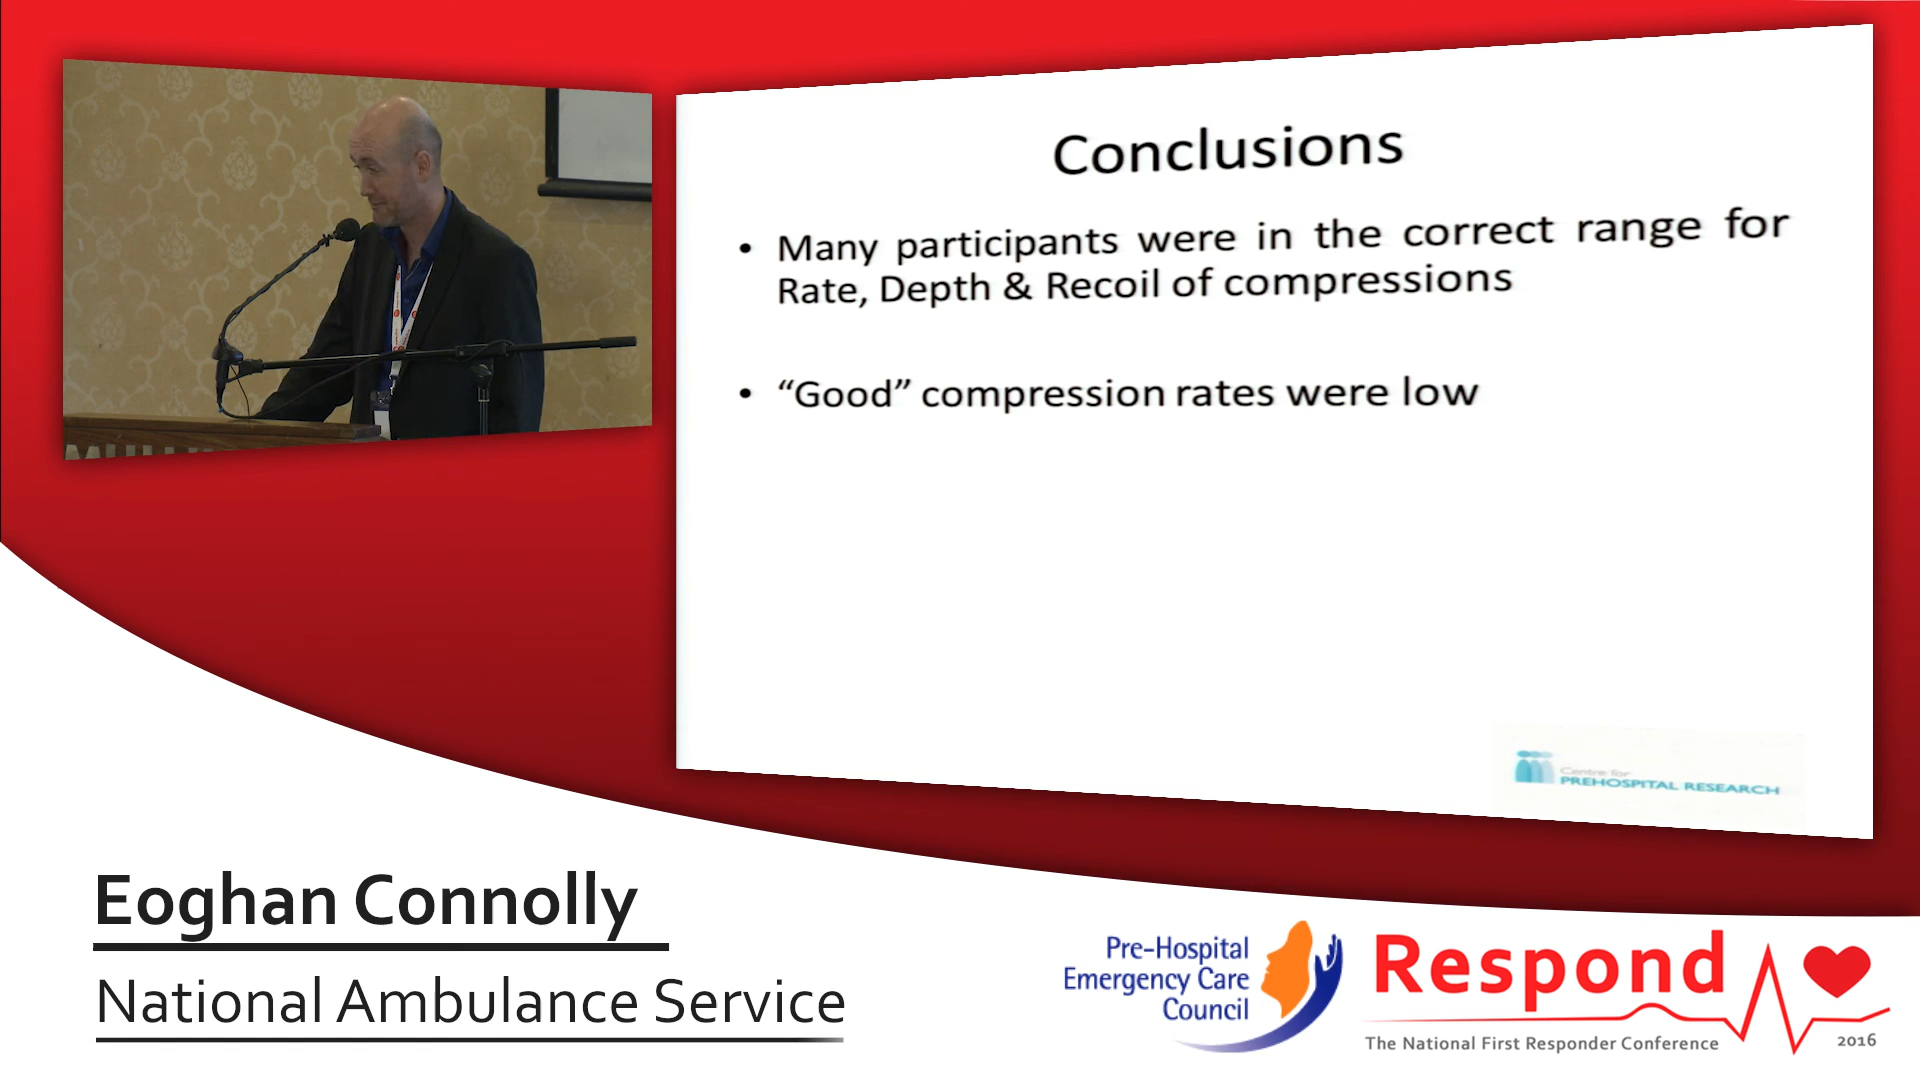 Conclusions
• Many participants were in the correct range for
Rate, Depth & Recoil of compressions
• “Good” compression rates were low
Centre for
PREHOSPITAL RESEARCH
Eoghan Connolly
National Ambulance Service
Pre-Hospital
Emergency Care
Council
Respond
The National First Responder Conference
2016